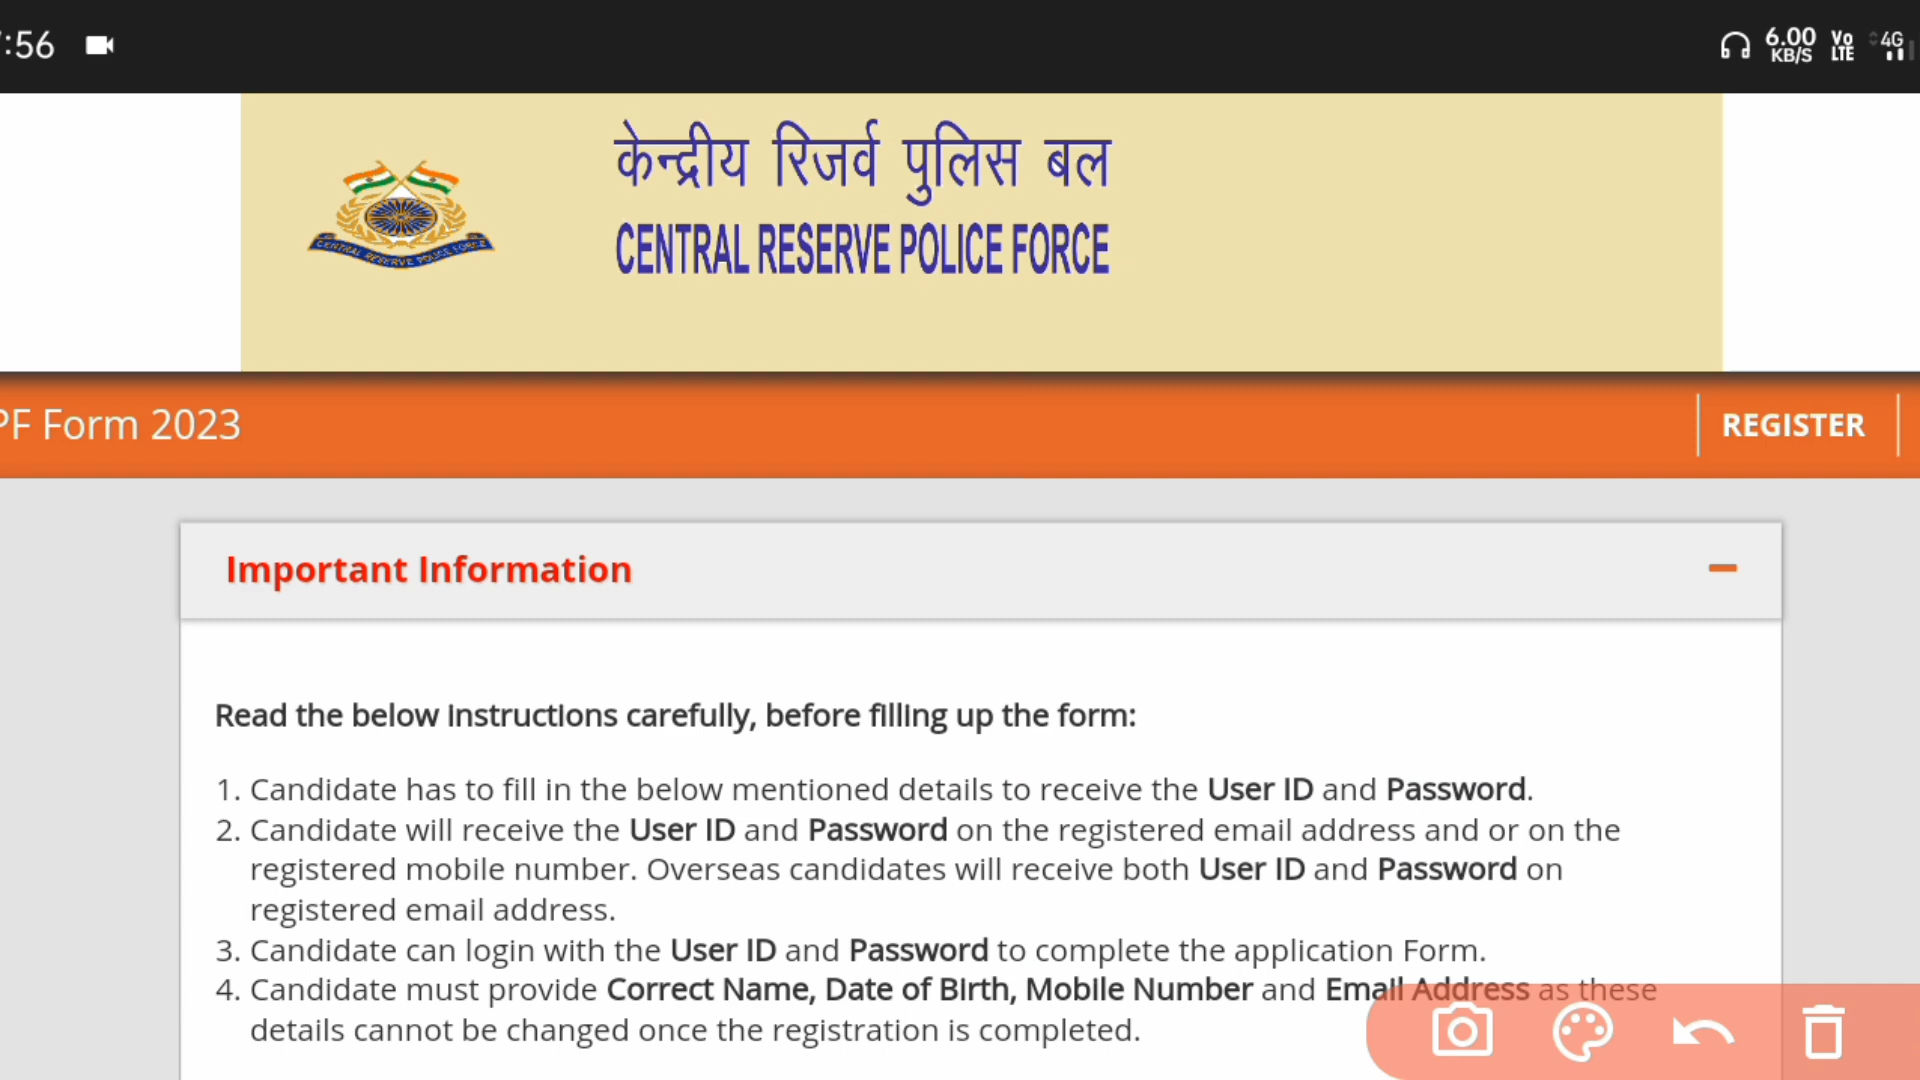 :56
6.00
KB/S
Vo
LTE
4G
केन्द्रीय रिजर्व पुलिस बल
CENTRAL RESERVE POLICE FORCE
CENTRAL RESERVE POLICE FORCE
PF Form 2023
REGISTER
Important Information
Read the below Instructions carefully, before filling up the form:
1. Candidate has to fill in the below mentioned details to receive the User ID and Password.
2. Candidate will receive the User ID and Password on the registered email address and or on the
registered mobile number. Overseas candidates will receive both User ID and Password on
registered email address.
3. Candidate can login with the User ID and Password to complete the application Form.
4. Candidate must provide Correct Name, Date of Birth, Mobile Number and Email Address as these
details cannot be changed once the registration is completed.